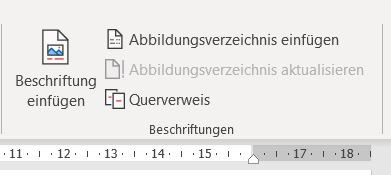 Beschriftung
einfügen
Abbildungsverzeichnis einfügen
Abbildungsverzeichnis aktualisieren
Querverweis
Beschriftungen
11 12 13 14 15 17 18